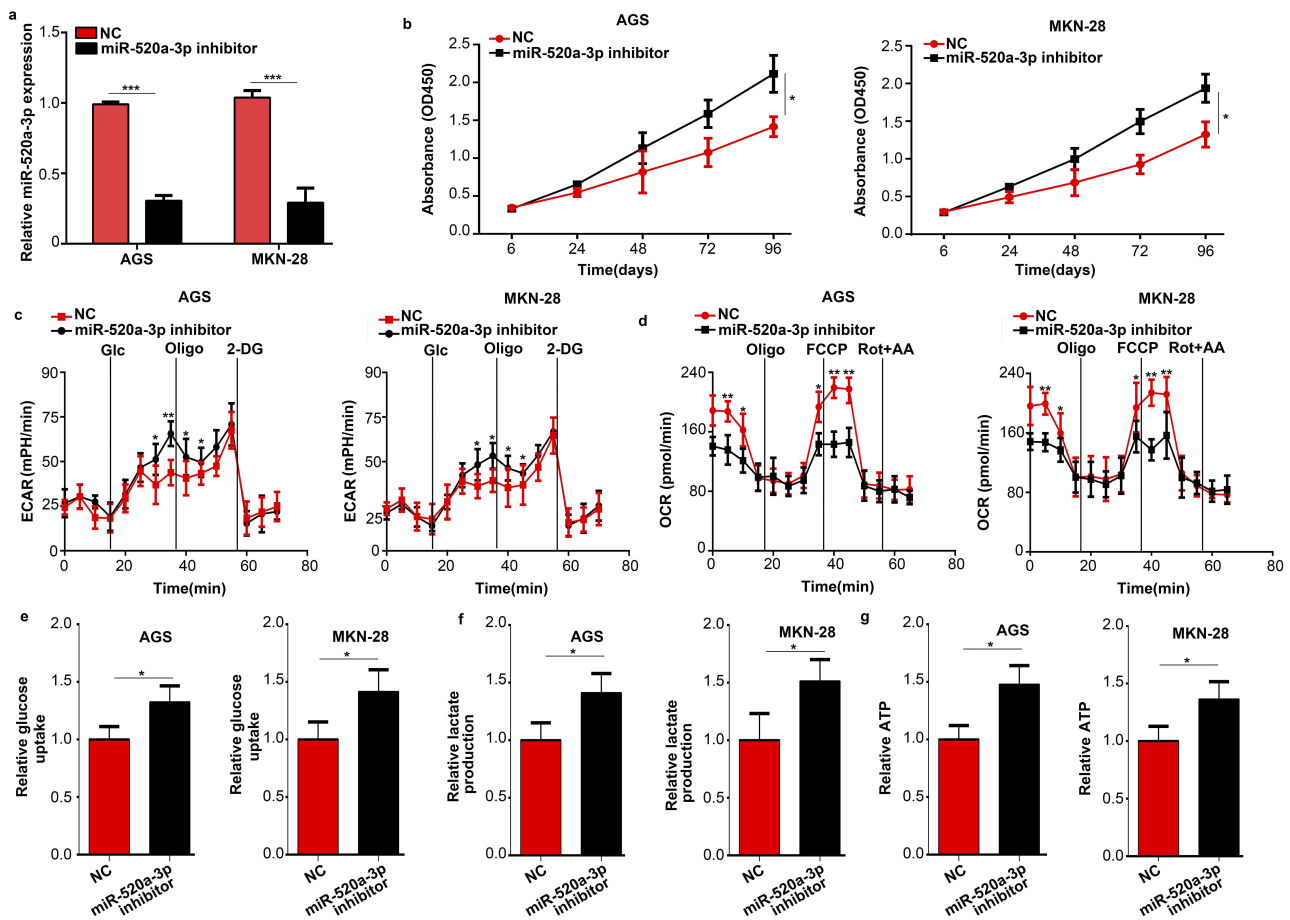 a
NC
miR-520a-3p inhibitor
Relative miR-520a-3p expression
1.5
1.0
0.5
0
***
***
AGS
MKN-28
b
AGS
NC
miR-520a-3p inhibitor
Absorbance (OD450)
2.5
2.0
1.5
1.0
0.5
0.0
*
6 24 48 72 96
Time(days)
MKN-28
NC
miR-520a-3p inhibitor
Absorbance (OD450)
2.5
2.0
1.5
1.0
0.5
0.0
*
6 24 48 72 96
Time(days)
c
AGS
NC
miR-520a-3p inhibitor
Glc Oligo 2-DG
ECAR (mPH/min)
100
75
50
25
0
* ** * *
0 20 40 60 80
Time(min)
MKN-28
NC
miR-520a-3p inhibitor
Glc Oligo 2-DG
ECAR (mPH/min)
100
75
50
25
0
* * * *
0 20 40 60 80
Time(min)
d
AGS
NC
miR-520a-3p inhibitor
Oligo FCCP Rot+AA
OCR (pmol/min)
240
160
80
0
** * * ** **
0 20 40 60 80
Time(min)
MKN-28
NC
miR-520a-3p inhibitor
Oligo FCCP Rot+AA
OCR (pmol/min)
240
160
80
0
** * * ** **
0 20 40 60 80
Time(min)
e
AGS
Relative glucose
uptake
2.0
1.5
1.0
0.5
0.0
*
NC
miR-520a-3p
inhibitor
MKN-28
Relative glucose
uptake
2.0
1.5
1.0
0.5
0.0
*
NC
miR-520a-3p
inhibitor
f
AGS
Relative lactate
production
2.0
1.5
1.0
0.5
0.0
*
NC
miR-520a-3p
inhibitor
MKN-28
Relative lactate
production
2.0
1.5
1.0
0.5
0.0
*
NC
miR-520a-3p
inhibitor
g
AGS
Relative ATP
2.0
1.5
1.0
0.5
0.0
*
NC
miR-520a-3p
inhibitor
MKN-28
Relative ATP
2.0
1.5
1.0
0.5
0.0
*
NC
miR-520a-3p
inhibitor